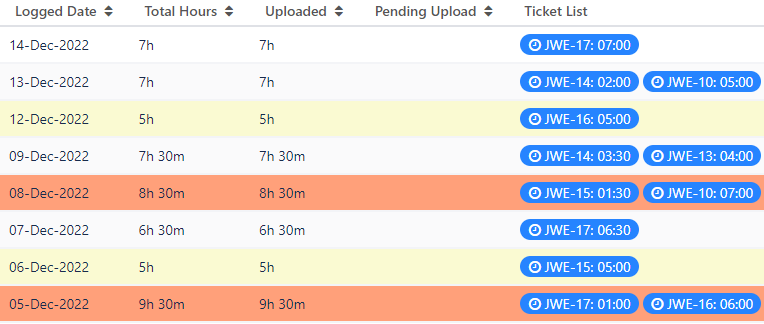 Logged Date Total Hours Uploaded Pending Upload Ticket List
14-Dec-2022 7h 7h JWE-17: 07:00
13-Dec-2022 7h 7h JWE-14: 02:00 JWE-10: 05:00
12-Dec-2022 5h 5h JWE-16: 05:00
09-Dec-2022 7h 30m 7h 30m JWE-14: 03:30 JWE-13: 04:00
08-Dec-2022 8h 30m 8h 30m JWE-15: 01:30 JWE-10: 07:00
07-Dec-2022 6h 30m 6h 30m JWE-17: 06:30
06-Dec-2022 5h 5h JWE-15: 05:00
05-Dec-2022 9h 30m 9h 30m JWE-17: 01:00 JWE-16: 06:00